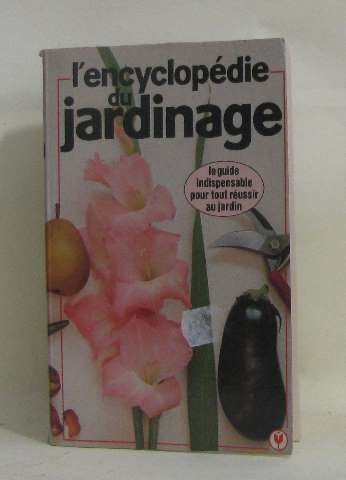 l'encyclopédie
du
jardinage
le guide
indispensable
pour tout réussir
au jardin